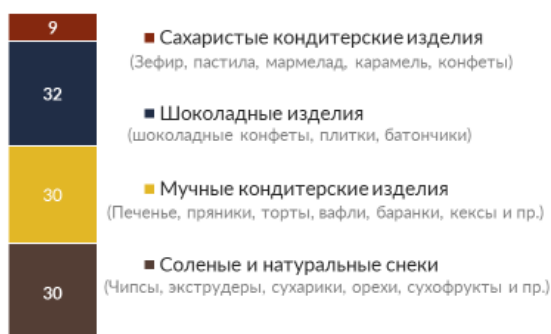 9
Сахаристые кондитерские изделия
(Зефир, пастила, мармелад, карамель, конфеты)
32
Шоколадные изделия
(шоколадные конфеты, плитки, батончики)
30
Мучные кондитерские изделия
(Печенье, пряники, торты, вафли, баранки, кексы и пр.)
30
Соленые и натуральные снеки
(Чипсы, экструдеры, сухарики, орехи, сухофрукты и пр.)